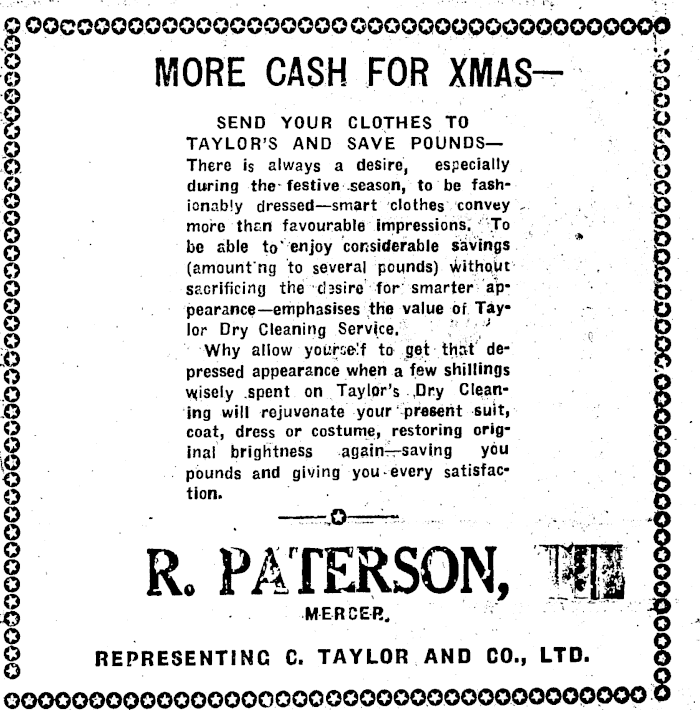 MORE CASH FOR XMAS—
SEND YOUR CLOTHES TO
TAYLOR'S AND SAVE POUNDS—
There is always a desire, especially
during the festive season, to be fash-
ionably dressed—smart clothes convey
more than favourable impressions. To
be able to enjoy considerable savings
(amount'ng to several pounds) without
sacrificing the desire for smarter ap-
pearance—emphasises the value of Tay-
lor Dry Cleaning Service.
Why allow yourself to get that de-
pressed appearance when a few shillings
wisely spent on Taylor's Dry Clean-
ing will rejuvenate your present suit,
coat, dress or costume, restoring orig-
inal brightness again—saving you
pounds and giving you every satisfac-
tion.
R. PATERSON,
MERCER.
REPRESENTING C. TAYLOR AND CO., LTD.